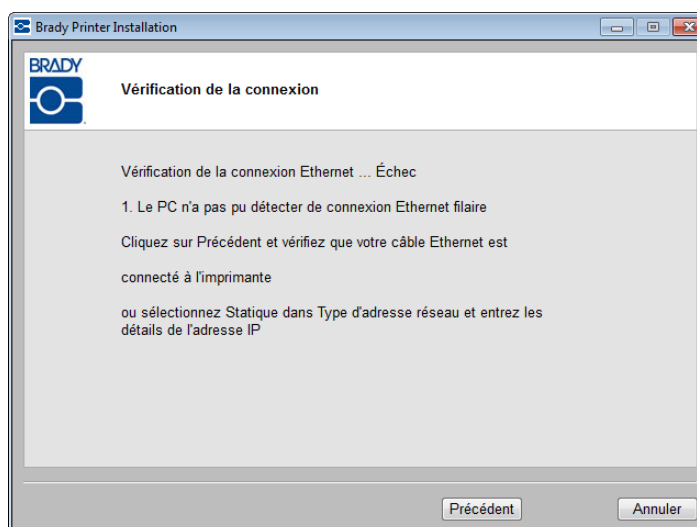 Brady Printer Installation
BRADY
Vérification de la connexion
Vérification de la connexion Ethernet ... Échec
1. Le PC n'a pas pu détecter de connexion Ethernet filaire
Cliquez sur Précédent et vérifiez que votre câble Ethernet est
connecté à l'imprimante
ou sélectionnez Statique dans Type d'adresse réseau et entrez les
détails de l'adresse IP
Précédent
Annuler